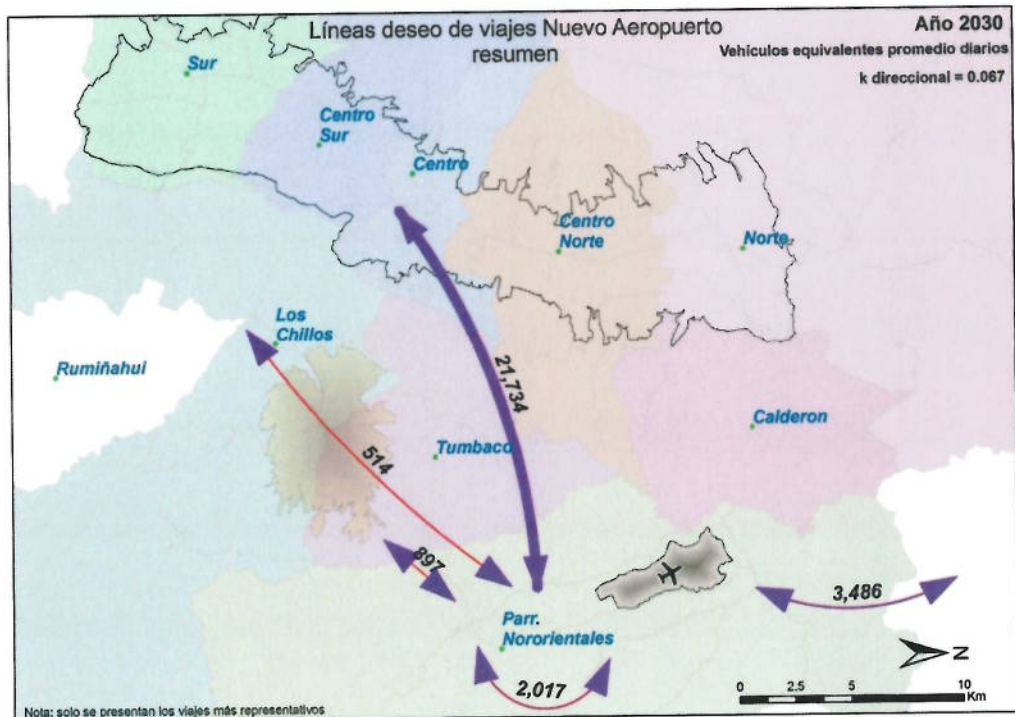 Líneas deseo de viajes Nuevo Aeropuerto
resumen
Año 2030
Vehículos equivalentes promedio diarios
k direccional = 0.067
Sur
Centro
Sur
Centro
Centro
Norte
Norte
Los
Chillos
Rumiñahui
21,734
Calderon
Tumbaco
514
897
3,486
Parr.
Nororientales
2,017
N
0 2.5 5 10
Km
Nota: solo se presentan los viajes más representativos